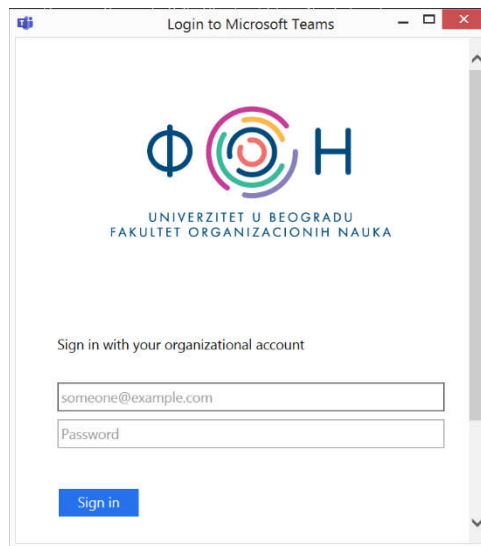 Login to Microsoft Teams
ФОН
UNIVERZITET U BEOGRADU
FAKULTET ORGANIZACIONIH NAUKA
Sign in with your organizational account
someone@example.com
Password
Sign in